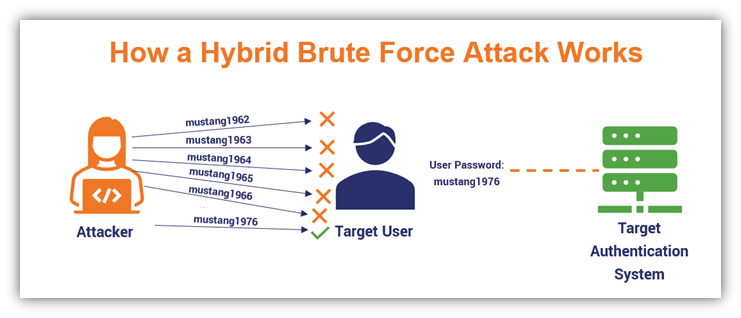 How a Hybrid Brute Force Attack Works
mustang1962
mustang1963
mustang1964
mustang1965
mustang1966
mustang1976
Attacker
Target User
User Password:
mustang1976
Target
Authentication
System